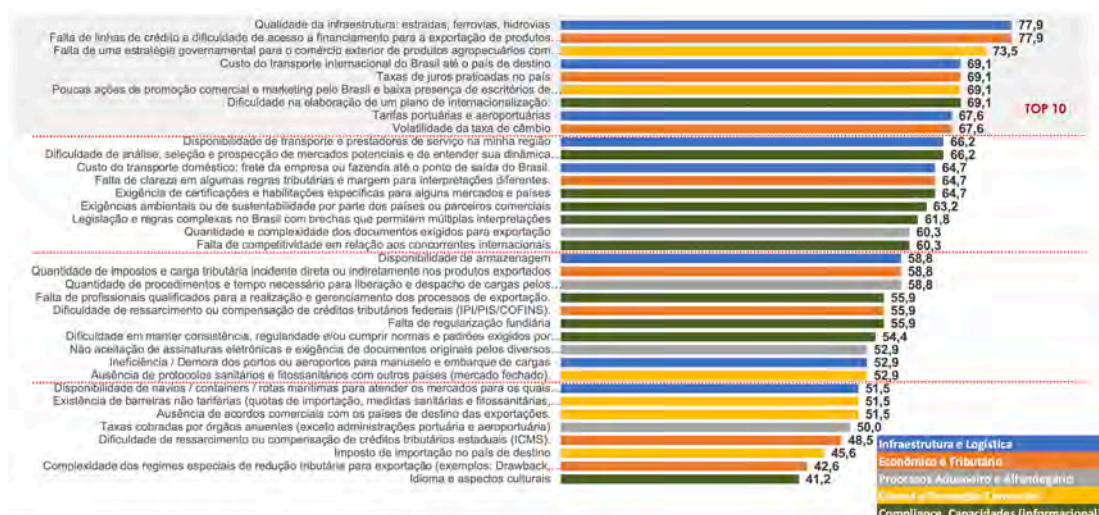 Qualidade da infraestrutura: estradas, ferrovias, hidrovias 77,9
Falta de linhas de crédito e dificuldade de acesso a financiamento para a exportação de produtos... 77,9
Falta de uma estratégia governamental para o comércio exterior de produtos agropecuários com... 73,5
Custo do transporte internacional do Brasil até o país de destino 69,1
Taxas de juros praticadas no país 69,1
Poucas ações de promoção comercial e marketing pelo Brasil e baixa presença de escritórios de... 69,1
Dificuldade na elaboração de um plano de internacionalização. 69,1
TOP 10
Tarifas portuárias e aeroportuárias 67,6
Volatilidade da taxa de câmbio 67,6
Disponibilidade de transporte e prestadores de serviço na minha região 66,2
Dificuldade de análise, seleção e prospecção de mercados potenciais e de entender sua dinâmica... 66,2
Custo do transporte doméstico: frete da empresa ou fazenda até o ponto de saída do Brasil. 64,7
Falta de clareza em algumas regras tributárias e margem para interpretações diferentes. 64,7
Exigência de certificações e habilitações específicas para alguns mercados e países 64,7
Exigências ambientais ou de sustentabilidade por parte dos países ou parceiros comerciais 63,2
Legislação e regras complexas no Brasil com brechas que permitem múltiplas interpretações 61,8
Quantidade e complexidade dos documentos exigidos para exportação 60,3
Falta de competitividade em relação aos concorrentes internacionais 60,3
Disponibilidade de armazenagem 58,8
Quantidade de impostos e carga tributária incidente direta ou indiretamente nos produtos exportados 58,8
Quantidade de procedimentos e tempo necessário para liberação e despacho de cargas pelos... 58,8
Falta de profissionais qualificados para a realização e gerenciamento dos processos de exportação. 55,9
Dificuldade de ressarcimento ou compensação de créditos tributários federais (IPI/PIS/COFINS). 55,9
Falta de regularização fundiária 55,9
Dificuldade em manter consistência, regularidade e/ou cumprir normas e padrões exigidos por... 54,4
Não aceitação de assinaturas eletrônicas e exigência de documentos originais pelos diversos... 52,9
Ineficiência / Demora dos portos ou aeroportos para manuseio e embarque de cargas 52,9
Ausência de protocolos sanitários e fitossanitários com outros países (mercado fechado). 52,9
Disponibilidade de navios / containers / rotas marítimas para atender os mercados para os quais... 51,5
Existência de barreiras não tarifárias (quotas de importação, medidas sanitárias e fitossanitárias,... 51,5
Ausência de acordos comerciais com os países de destino das exportações. 51,5
Taxas cobradas por órgãos anuentes (exceto administrações portuária e aeroportuária) 50,0
Dificuldade de ressarcimento ou compensação de créditos tributários estaduais (ICMS). 48,5
Imposto de importação no país de destino 45,6
Complexidade dos regimes especiais de redução tributária para exportação (exemplos: Drawback,... 42,6
Idioma e aspectos culturais 41,2
Infraestrutura e Logística
Econômico e Tributário
Processos Aduaneiro e Alfandegário
Compliance, Capacidades (informacional